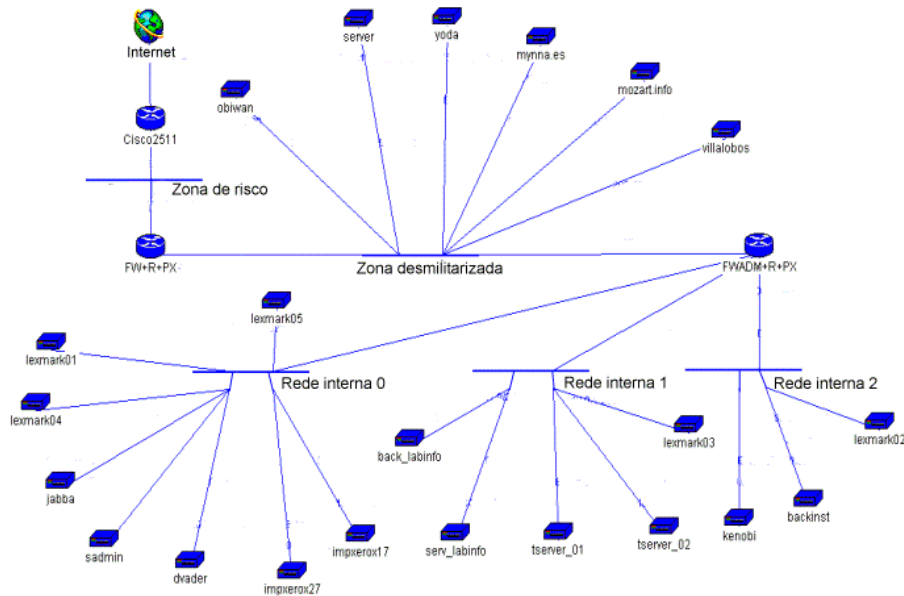 Internet
server
yoda
mynna.es
mozart.info
obiwan
villalobos
Cisco2511
Zona de risco
FW+R+PX
Zona desmilitarizada
FWADM+R+PX
lexmark05
lexmark01
Rede interna 0
Rede interna 1
Rede interna 2
lexmark04
lexmark03
lexmark02
back_labinfo
jabba
backinst
kenobi
sadmin
dvader
impxerox27
impxerox17
serv_labinfo
tserver_01
tserver_02